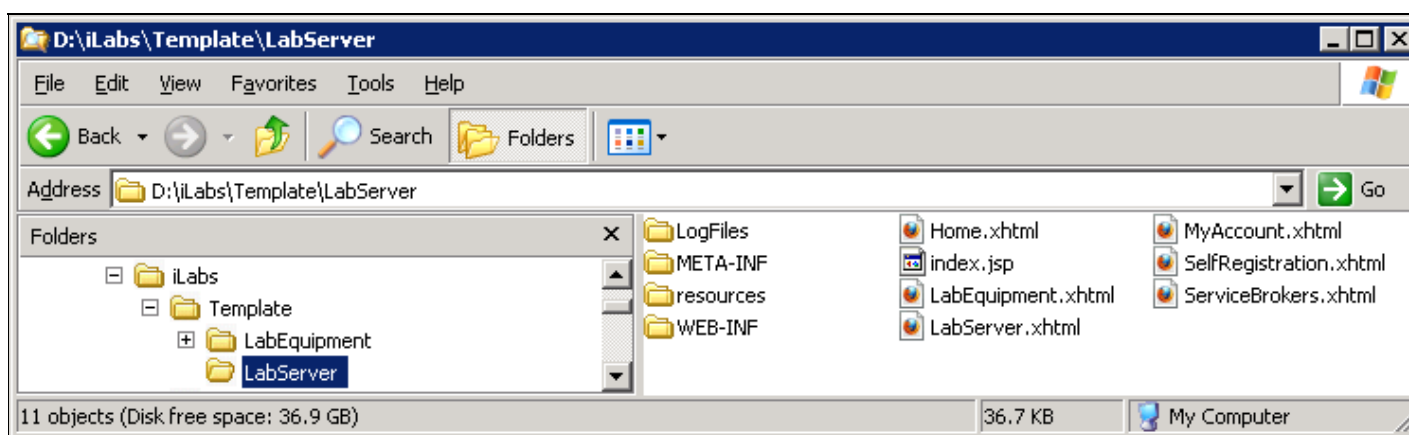 D:\iLabs\Template\LabServer
File Edit View Favorites Tools Help
Back Search Folders
Address D:\iLabs\Template\LabServer Go
Folders
iLabs
Template
LabEquipment
LabServer
LogFiles Home.xhtml MyAccount.xhtml
META-INF index.jsp SelfRegistration.xhtml
resources LabEquipment.xhtml ServiceBrokers.xhtml
WEB-INF LabServer.xhtml
11 objects (Disk free space: 36.9 GB) 36.7 KB My Computer